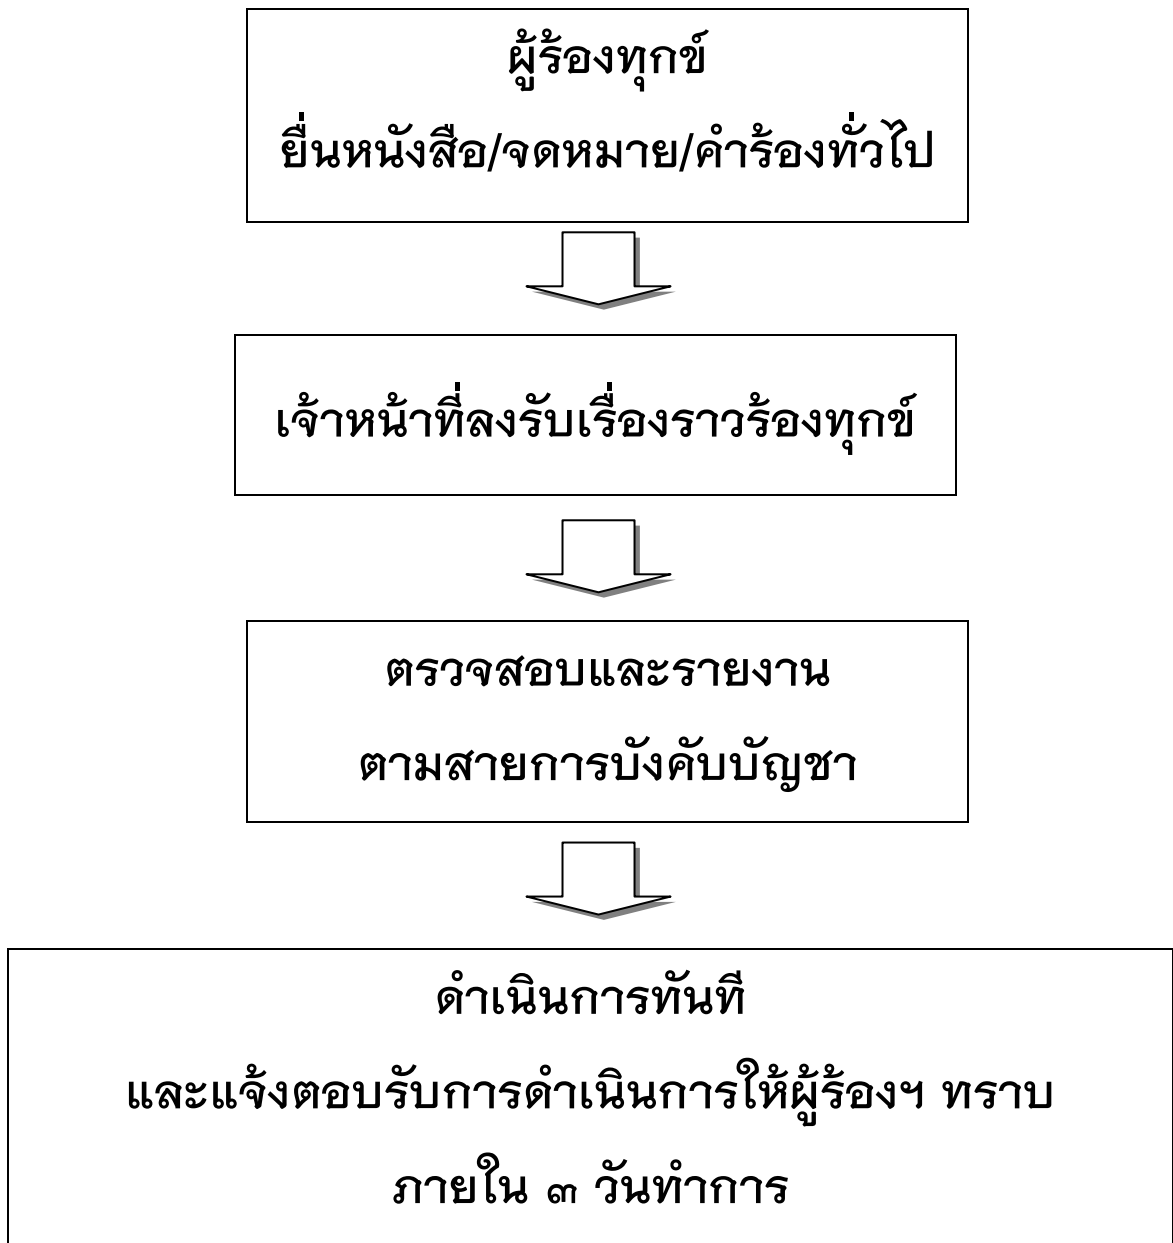 ผู้ร้องทุกข์
ยื่นหนังสือ/จดหมาย/คำร้องทั่วไป
เจ้าหน้าที่ลงรับเรื่องราวร้องทุกข์
ตรวจสอบและรายงาน
ตามสายการบังคับบัญชา
ดำเนินการทันที
และแจ้งตอบรับการดำเนินการให้ผู้ร้องฯ ทราบ
ภายใน ๓ วันทำการ